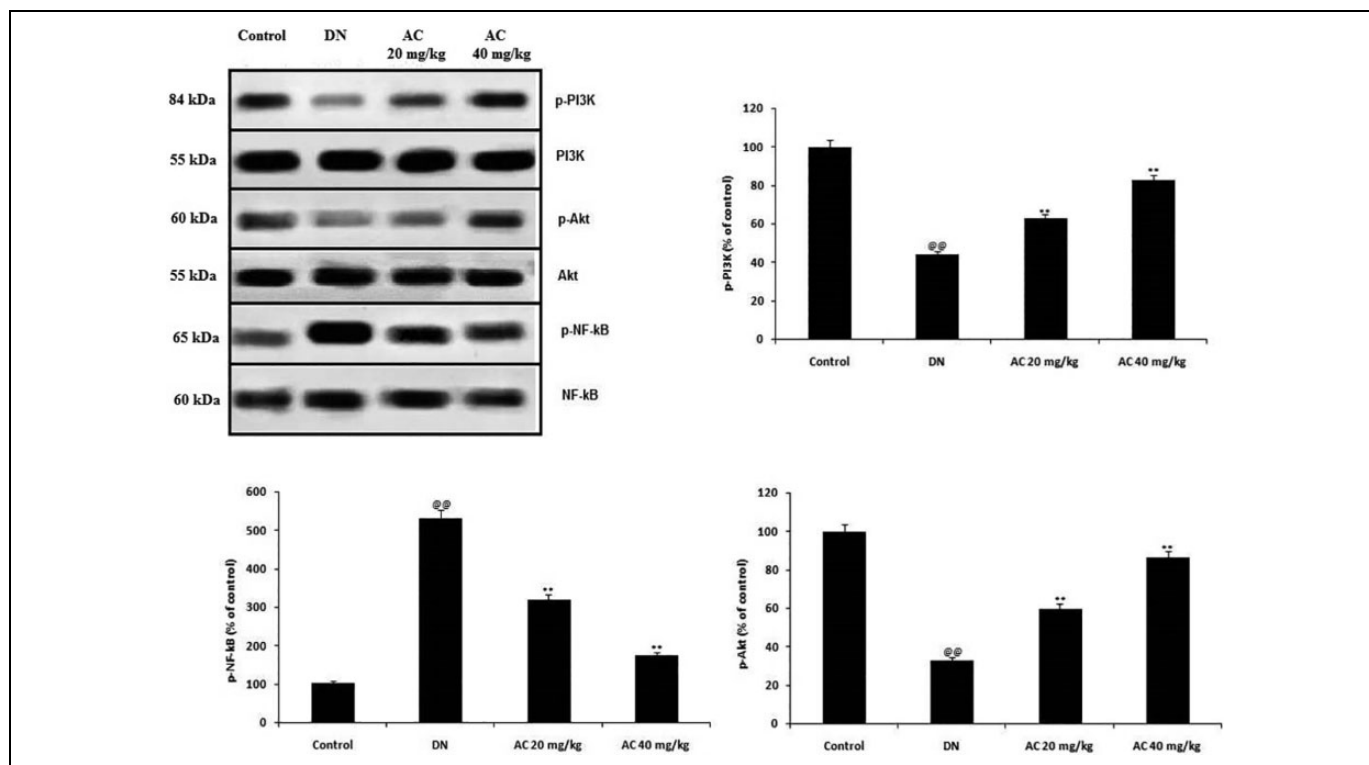 Control DN AC AC
20 mg/kg 40 mg/kg
84 kDa p-PI3K
55 kDa PI3K
60 kDa p-Akt
55 kDa Akt
65 kDa p-NF-kB
60 kDa NF-kB
p-PI3K (% of control)
120
100
80
60
40
20
0
@@
**
**
Control DN AC 20 mg/kg AC 40 mg/kg
p-NF-kB (% of control)
600
500
400
300
200
100
0
@@
**
**
Control DN AC 20 mg/kg AC 40 mg/kg
p-Akt (% of control)
120
100
80
60
40
20
0
@@
**
**
Control DN AC 20 mg/kg AC 40 mg/kg